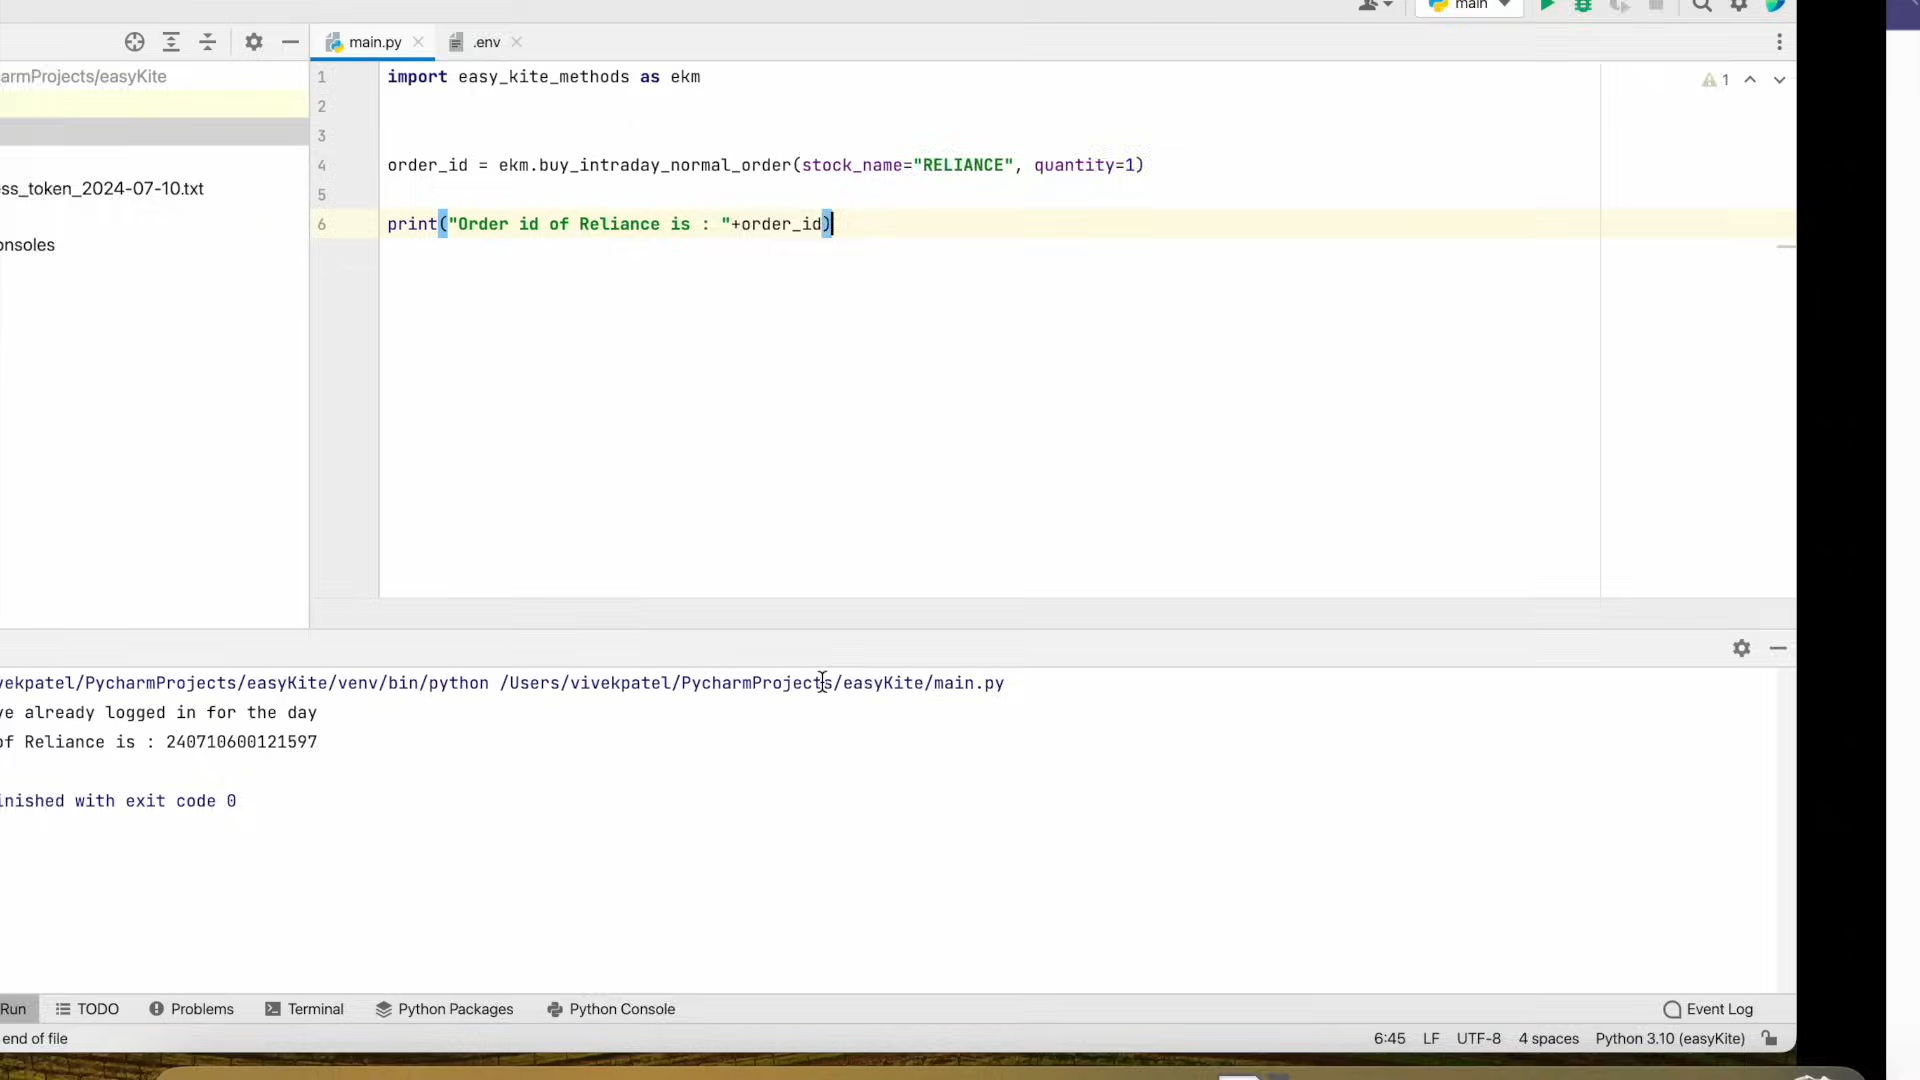 main
main.py
.env
armProjects/easyKite
ss_token_2024-07-10.txt
onsoles
1 import easy_kite_methods as ekm
1
2
3
4 order_id = ekm.buy_intraday_normal_order(stock_name="RELIANCE", quantity=1)
5
6 print("Order id of Reliance is : "+order_id)
vekpatel/PycharmProjects/easyKite/venv/bin/python /Users/vivekpatel/PycharmProjects/easyKite/main.py
ve already logged in for the day
of Reliance is : 240710600121597
inished with exit code 0
Run TODO Problems Terminal Python Packages Python Console Event Log
end of file 6:45 LF UTF-8 4 spaces Python 3.10 (easyKite)